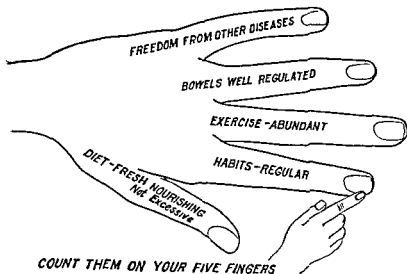 FREEDOM FROM OTHER DISEASES
BOWELS WELL REGULATED
EXERCISE-ABUNDANT
HABITS-REGULAR
DIET-FRESH NOURISHING
Not Excessive
COUNT THEM ON YOUR FIVE FINGERS